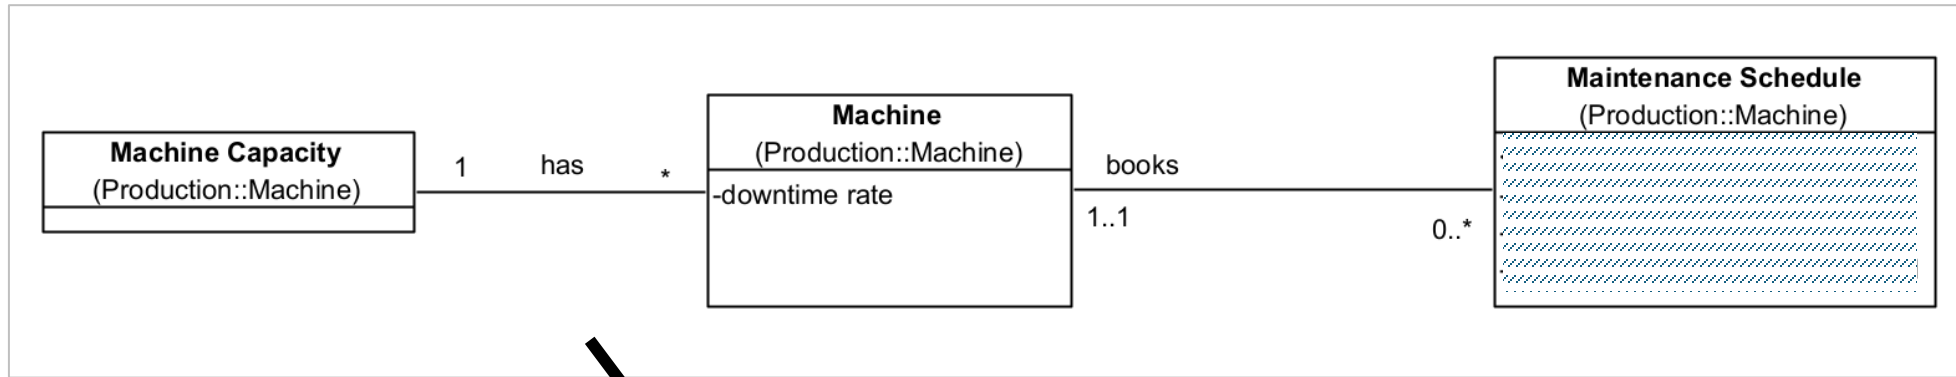 Machine Capacity
(Production::Machine)
1
has
*
Machine
(Production::Machine)
-downtime rate
books
1..1
0..*
Maintenance Schedule
(Production::Machine)